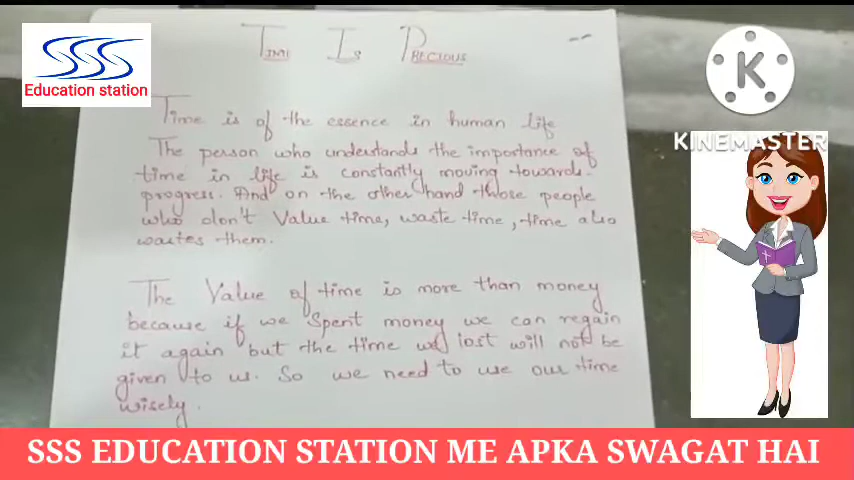 SSS
Education station
TIME IS PRECIOUS
K
KINEMASTER
Time is of the essence in human life
The person who understands the importance of
time in life is constantly moving towards
progress. And on the other hand those people
who don't Value time, waste time, time also
wastes them.
The Value of time is more than money
because if we Spent money we can regain
it again but the time we lost will not be
given to us. So we need to use our time
wisely.
SSS EDUCATION STATION ME APKA SWAGAT HAI